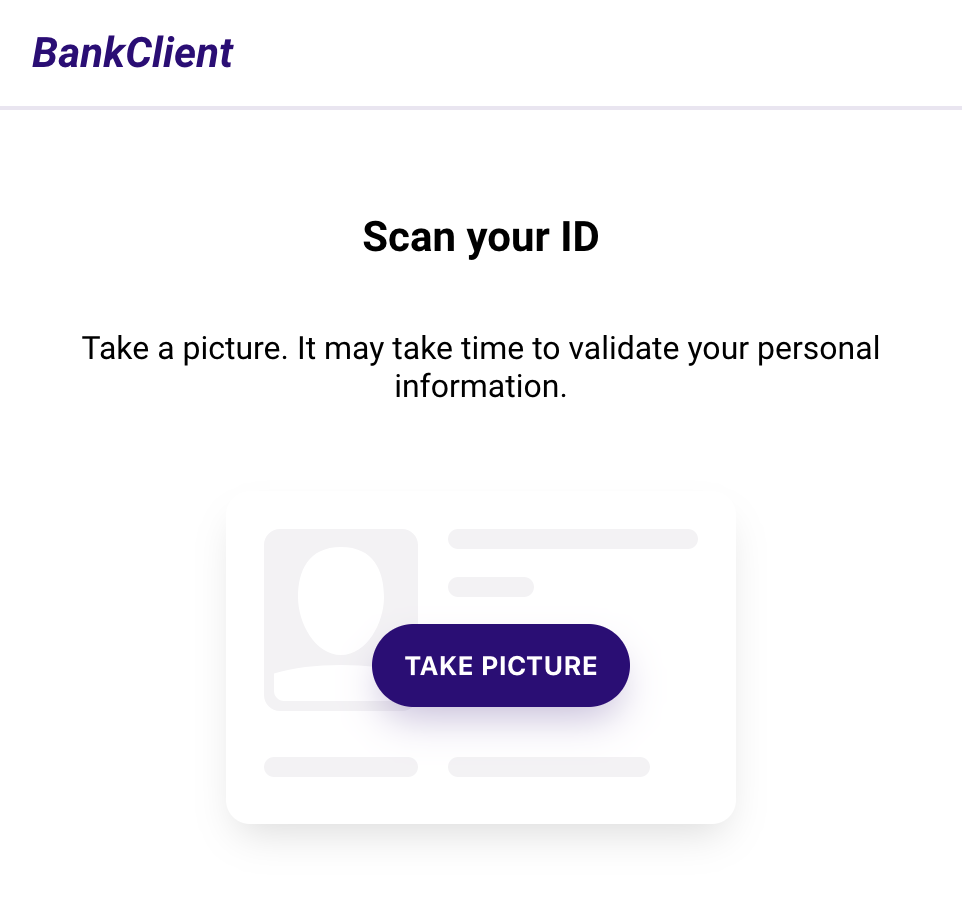 BankClient
Scan your ID
Take a picture. It may take time to validate your personal
information.
TAKE PICTURE